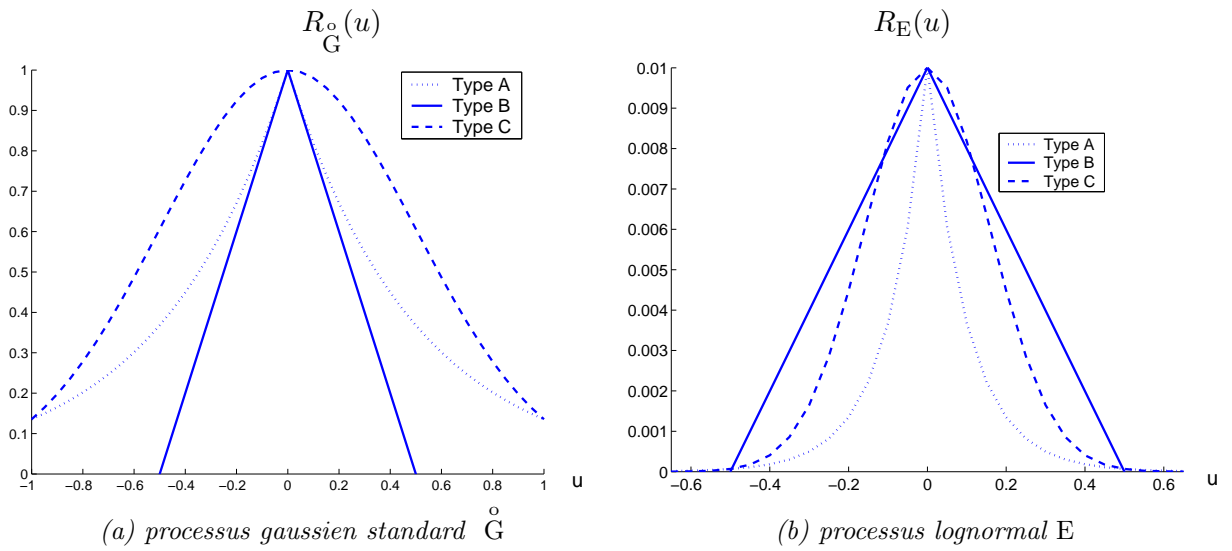 R_G̊(u)
1
0.9
0.8
0.7
0.6
0.5
0.4
0.3
0.2
0.1
0
−1 −0.8 −0.6 −0.4 −0.2 0 0.2 0.4 0.6 0.8 1 u
Type A
Type B
Type C
(a) processus gaussien standard G̊
R_E(u)
0.01
0.009
0.008
0.007
0.006
0.005
0.004
0.003
0.002
0.001
0
−0.6 −0.4 −0.2 0 0.2 0.4 0.6 u
Type A
Type B
Type C
(b) processus lognormal E